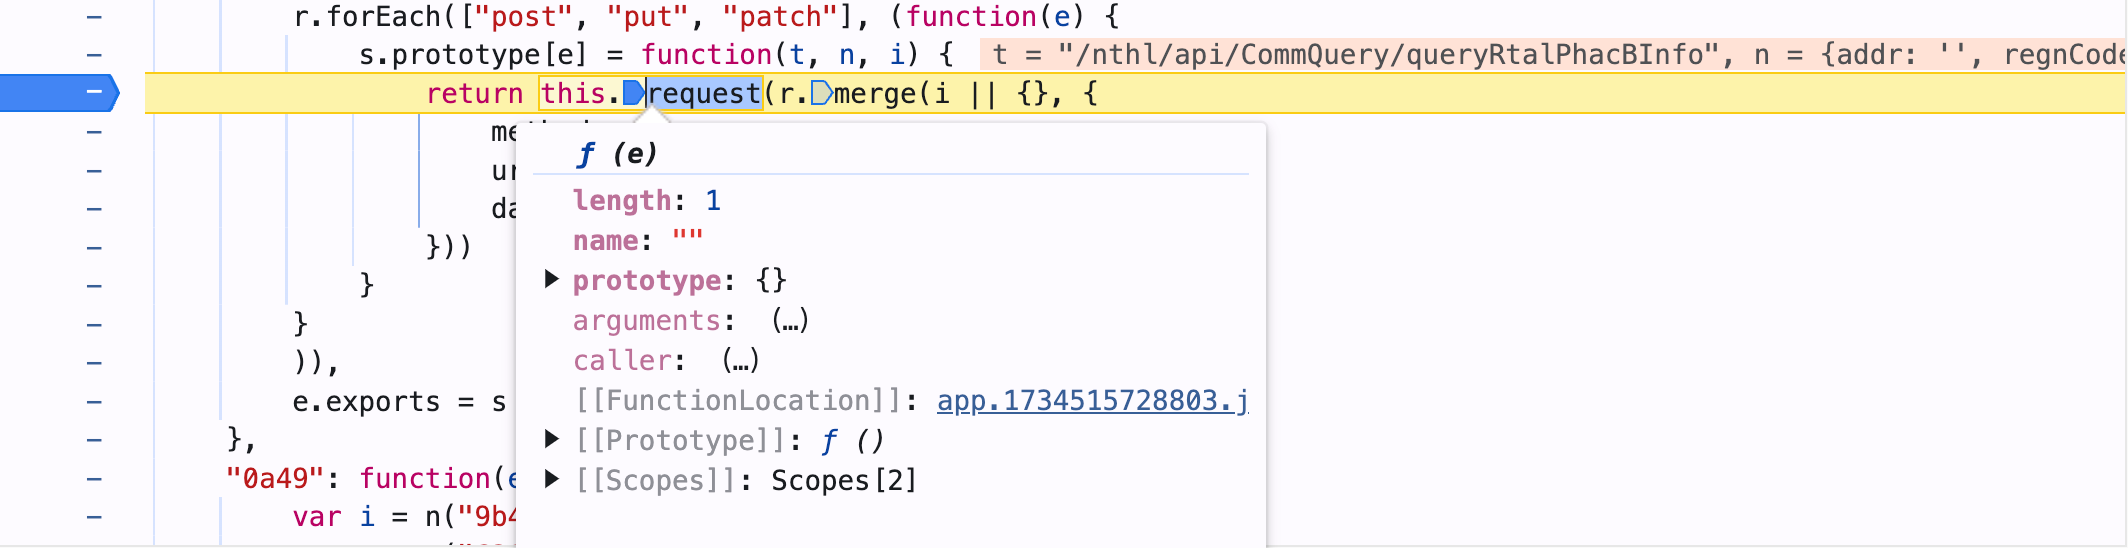 r.forEach(["post", "put", "patch"], (function(e) {
s.prototype[e] = function(t, n, i) { t = "/nthl/api/CommQuery/queryRtalPhacBInfo", n = {addr: '', regnCode
return this.request(r.merge(i || {}, {
ƒ (e)
ur
length: 1
da
name: ""
}))
prototype: {}
}
arguments: (…)
}
caller: (…)
)),
e.exports = s
[[FunctionLocation]]: app.1734515728803.j
},
[[Prototype]]: ƒ ()
"0a49": function(e
[[Scopes]]: Scopes[2]
var i = n("9b4